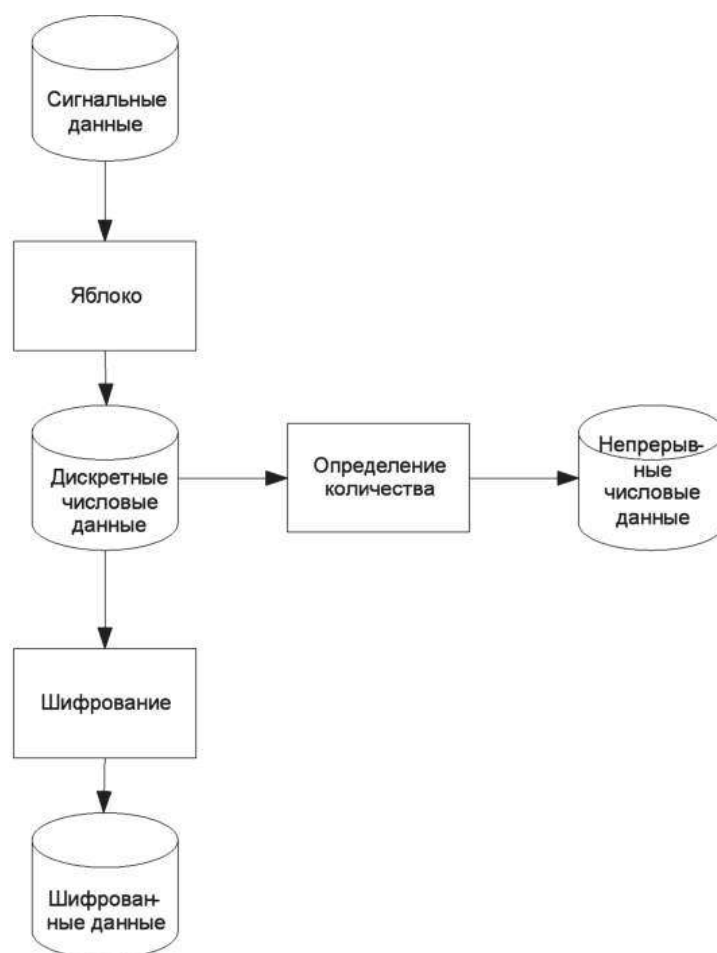 Сигнальные
данные
Яблоко
Дискретные
числовые
данные
Определение
количества
Непрерыв-
ные
числовые
данные
Шифрование
Шифрован-
ные данные